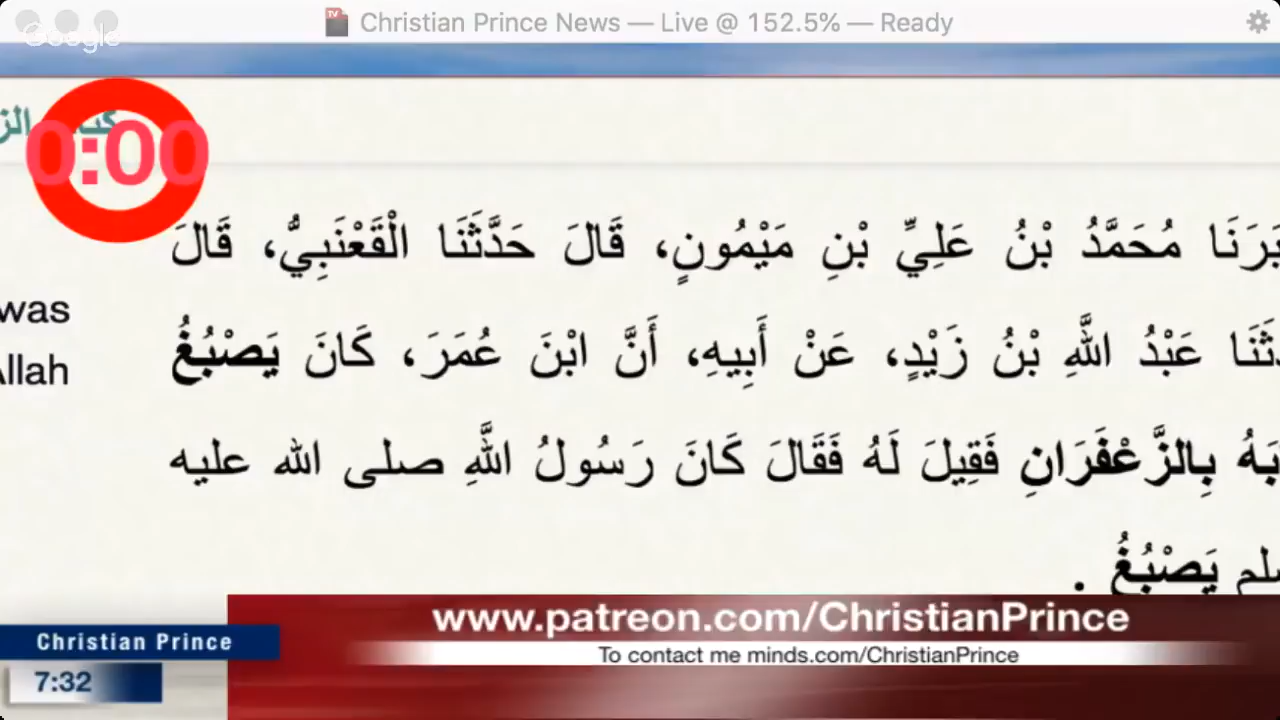 Christian Prince News — Live @ 152.5% — Ready
Google
0:00
بَرَنَا مُحَمَّدُ بْنُ عَلِيِّ بْنِ مَيْمُونٍ، قَالَ حَدَّثَنَا الْقَعْنَبِيُّ، قَالَ
was
دَثَنَا عَبْدُ اللَّهِ بْنُ زَيْدٍ، عَنْ أَبِيهِ، أَنَّ ابْنَ عُمَرَ، كَانَ يَصْبُغُ
Allah
بَهُ بِالزَّعْفَرَانِ فَقِيلَ لَهُ فَقَالَ كَانَ رَسُولُ اللَّهِ صلى الله عليه
سلم يَصْبُغُ .
www.patreon.com/ChristianPrince
Christian Prince
To contact me minds.com/ChristianPrince
7:32